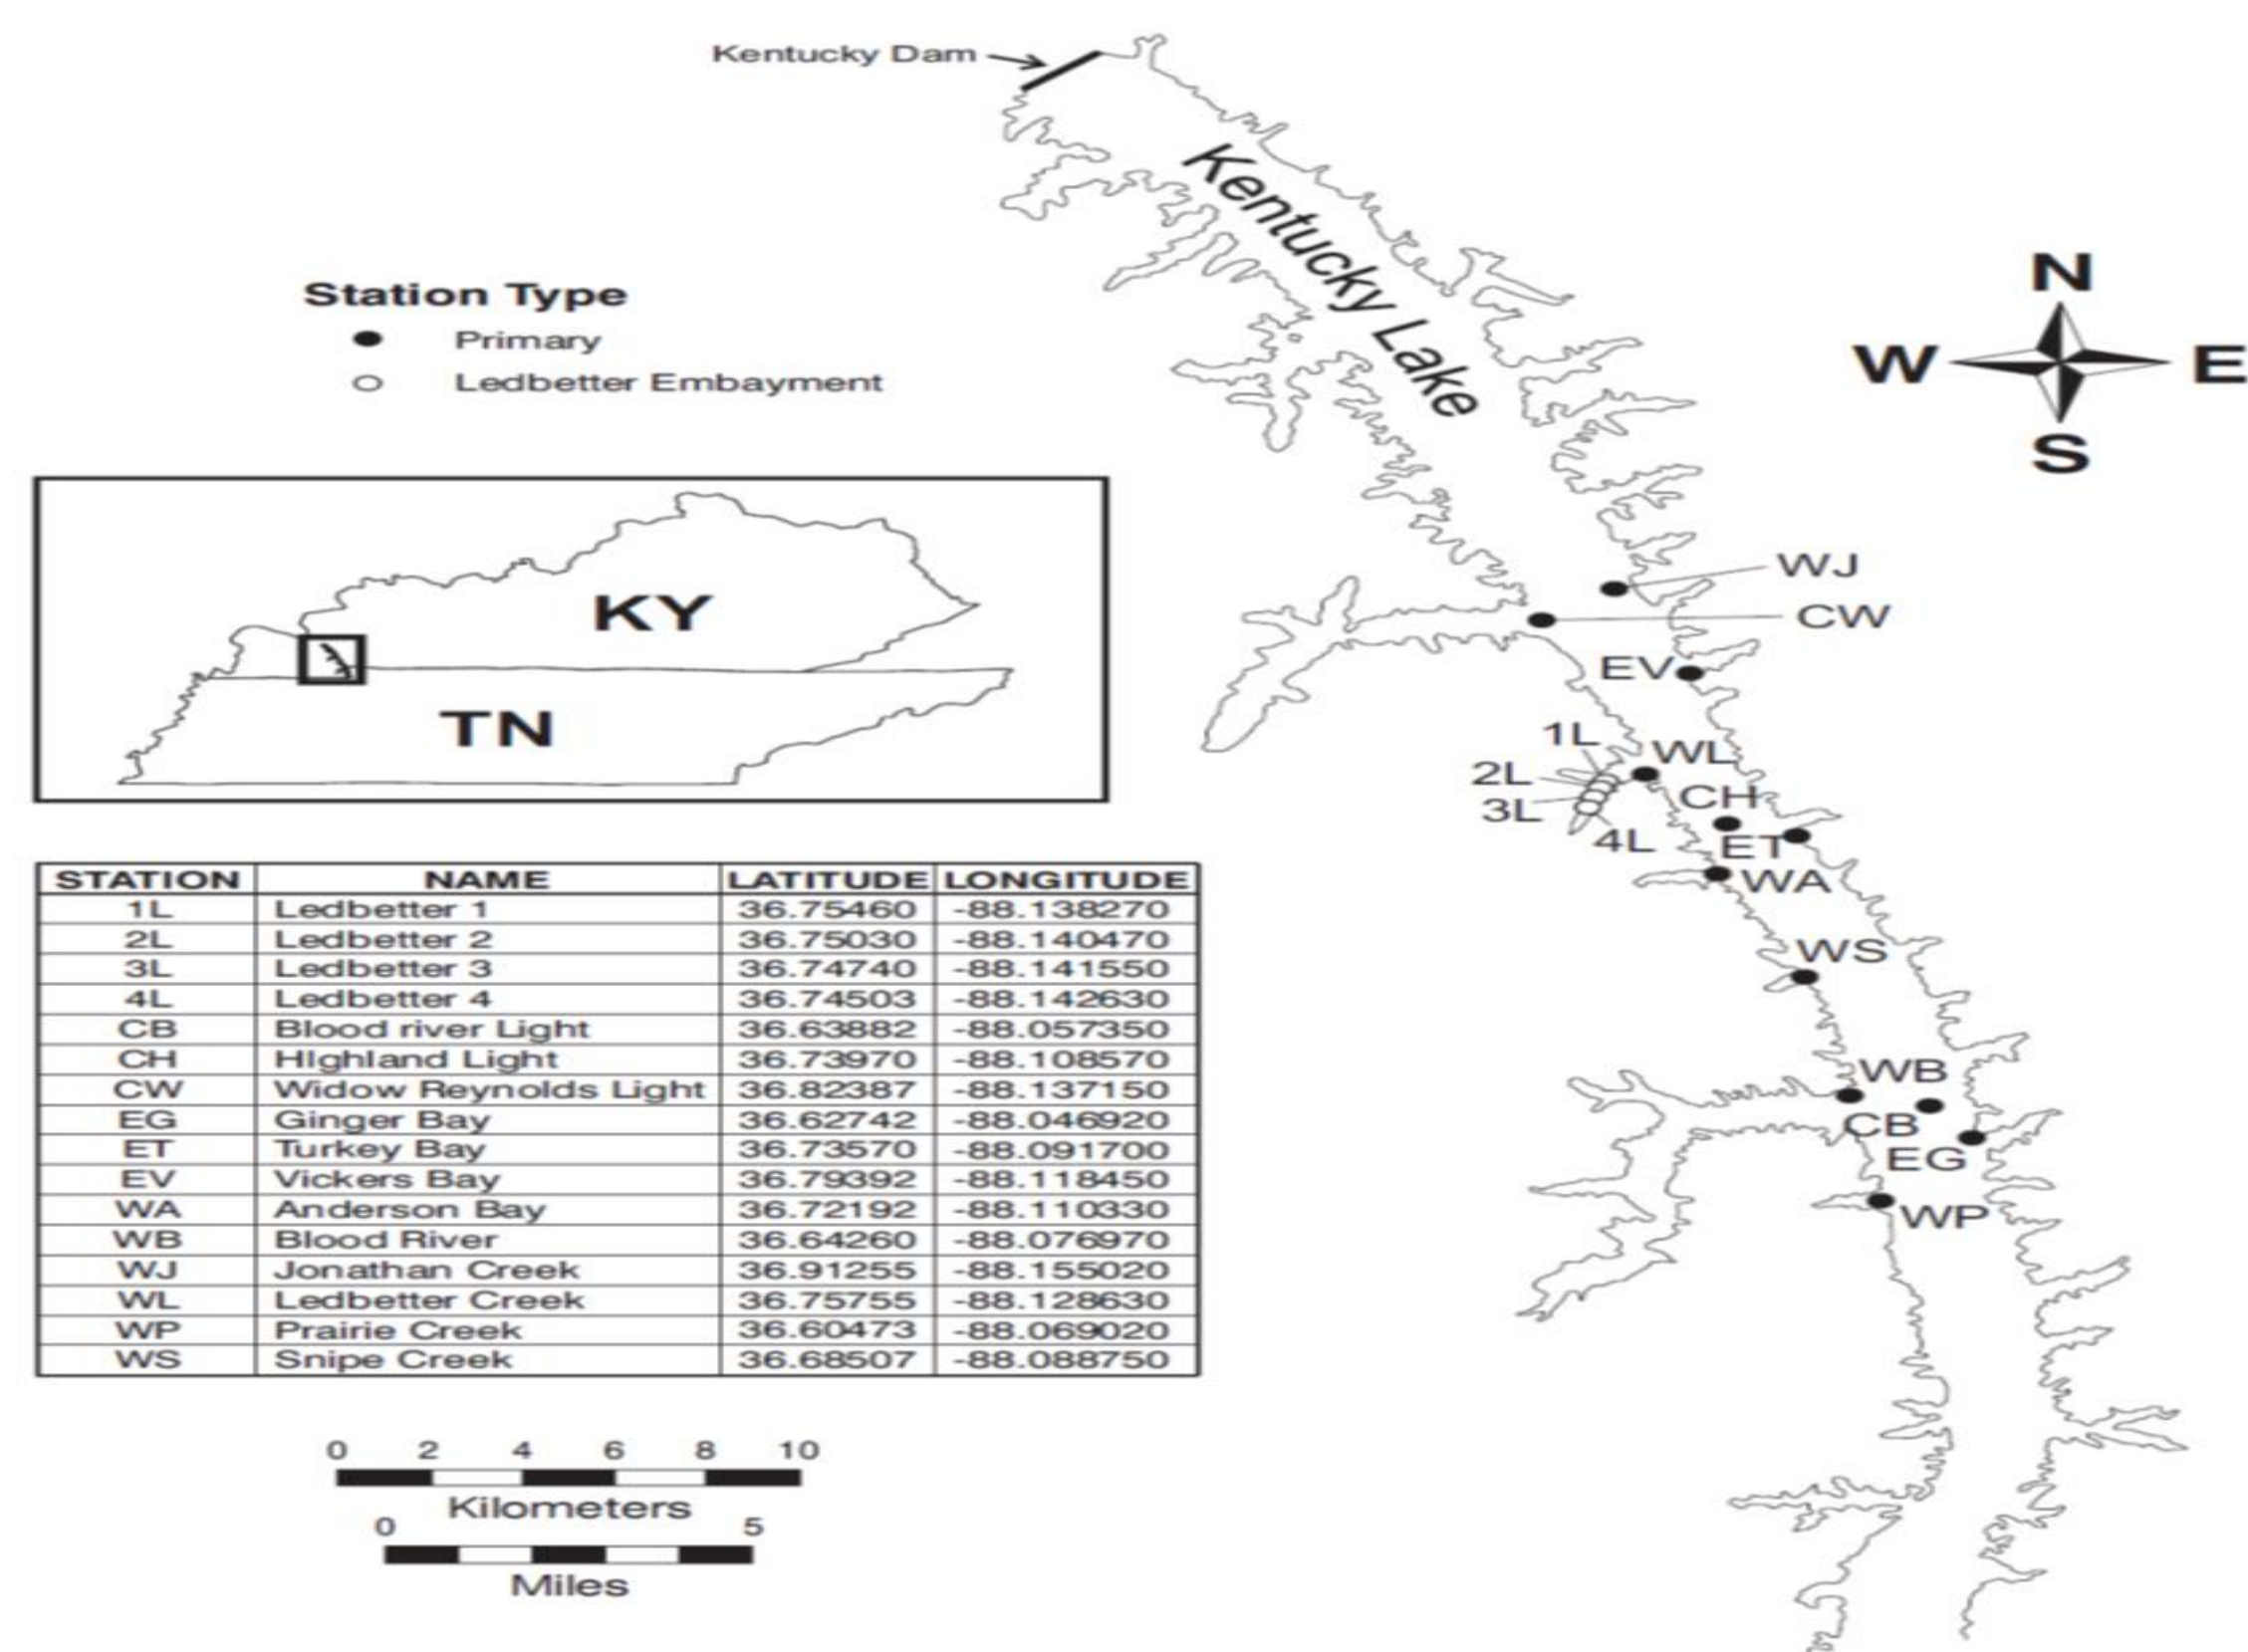 Kentucky Dam
Kentucky Lake
N
W E
S
Station Type
Primary
Ledbetter Embayment
KY
TN
WJ
CW
EV
1L
WL
2L
CH
3L
4L
ET
WA
WS
WB
CB
EG
WP
STATION NAME LATITUDE LONGITUDE
1L Ledbetter 1 36.75460 -88.138270
2L Ledbetter 2 36.75030 -88.140470
3L Ledbetter 3 36.74740 -88.141550
4L Ledbetter 4 36.74503 -88.142630
CB Blood river Light 36.63882 -88.057350
CH HIghland Light 36.73970 -88.108570
CW Widow Reynolds Light 36.82387 -88.137150
EG Ginger Bay 36.62742 -88.046920
ET Turkey Bay 36.73570 -88.091700
EV Vickers Bay 36.79392 -88.118450
WA Anderson Bay 36.72192 -88.110330
WB Blood River 36.64260 -88.076970
WJ Jonathan Creek 36.91255 -88.155020
WL Ledbetter Creek 36.75755 -88.128630
WP Prairie Creek 36.60473 -88.069020
WS Snipe Creek 36.68507 -88.088750
0 2 4 6 8 10
Kilometers
0 5
Miles